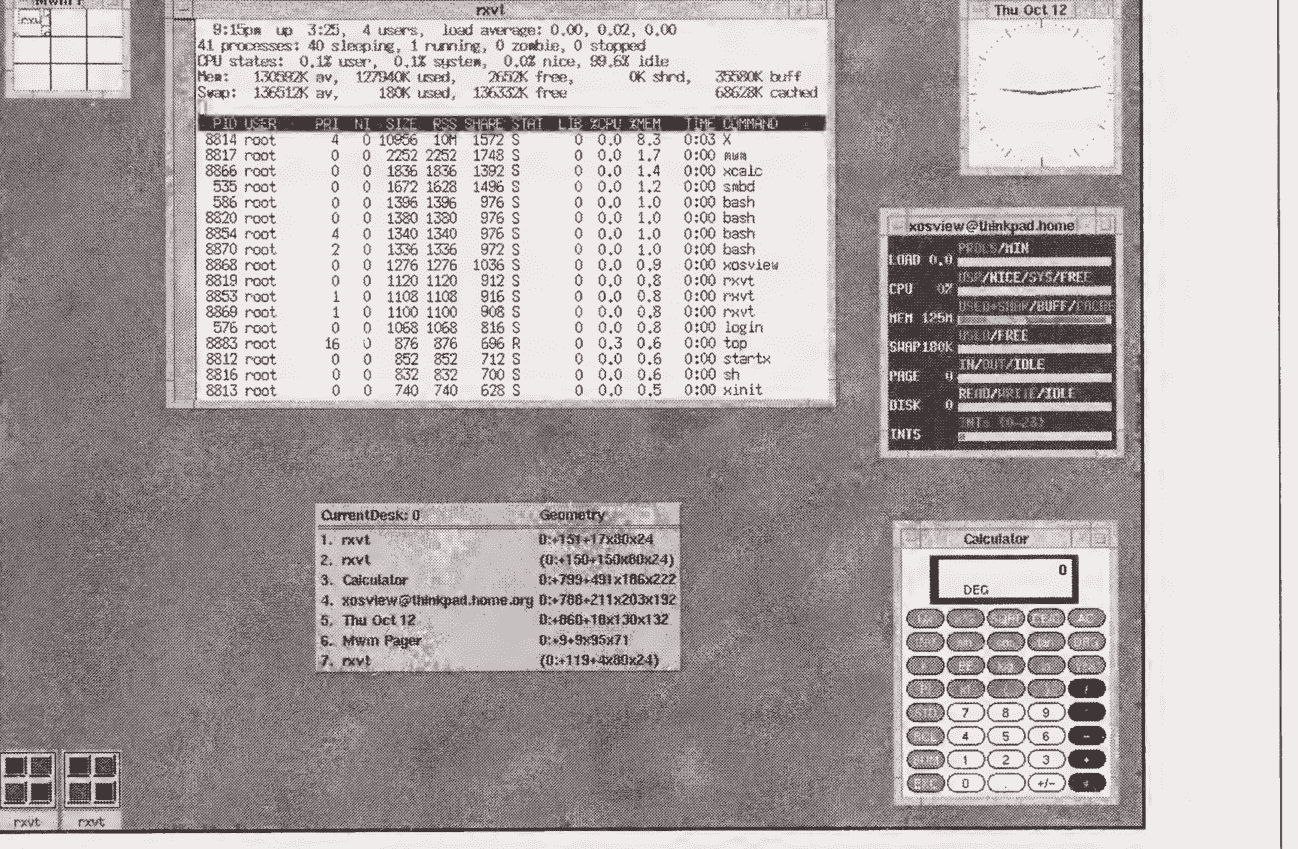 rxvt
9:15pm up 3:25, 4 users, load average: 0.00, 0.02, 0.00
41 processes: 40 sleeping, 1 running, 0 zombie, 0 stopped
CPU states: 0.1% user, 0.1% system, 0.0% nice, 99.6% idle
Mem: 130592K av, 127940K used, 2652K free, 0K shrd, 35580K buff
Swap: 136512K av, 180K used, 136332K free 68628K cached
PID USER PRI NI SIZE RSS SHARE STAT LIB %CPU %MEM TIME COMMAND
8814 root 4 0 10956 10M 1572 S 0 0.0 8.3 0:03 X
8817 root 0 0 2252 2252 1748 S 0 0.0 1.7 0:00 mwm
8866 root 0 0 1836 1836 1392 S 0 0.0 1.4 0:00 xcalc
535 root 0 0 1672 1628 1496 S 0 0.0 1.2 0:00 smbd
586 root 0 0 1396 1396 976 S 0 0.0 1.0 0:00 bash
8820 root 0 0 1380 1380 976 S 0 0.0 1.0 0:00 bash
8854 root 4 0 1340 1340 976 S 0 0.0 1.0 0:00 bash
8870 root 2 0 1336 1336 972 S 0 0.0 1.0 0:00 bash
8868 root 0 0 1276 1276 1036 S 0 0.0 0.9 0:00 xosview
8819 root 0 0 1120 1120 912 S 0 0.0 0.8 0:00 rxvt
8853 root 1 0 1108 1108 916 S 0 0.0 0.8 0:00 rxvt
8869 root 1 0 1100 1100 908 S 0 0.0 0.8 0:00 rxvt
576 root 0 0 1068 1068 816 S 0 0.0 0.8 0:00 login
8883 root 16 0 876 876 696 R 0 0.3 0.6 0:00 top
8812 root 0 0 852 852 712 S 0 0.0 0.6 0:00 startx
8816 root 0 0 832 832 700 S 0 0.0 0.6 0:00 sh
8813 root 0 0 740 740 628 S 0 0.0 0.5 0:00 xinit
Thu Oct 12
xosview@thinkpad.home
PROCS/MIN
LOAD 0.0
USR/NICE/SYS/FREE
CPU 0%
USED+SHAR/BUFF/CACHE
MEM 125M
USED/FREE
SWAP180K
IN/OUT/IDLE
PAGE 0
READ/WRITE/IDLE
DISK 0
INTs (0-23)
INTS
CurrentDesk: 0 Geometry
1. rxvt 0:+151+17x80x24
2. rxvt (0:+150+150x80x24)
3. Calculator 0:+799+491x186x222
4. xosview@thinkpad.home.org 0:+788+211x203x192
5. Thu Oct 12 0:+860+18x130x132
6. Mwm Pager 0:+9+9x95x71
7. rxvt (0:+119+4x80x24)
Calculator
0
DEG
7 8 9
RCL 4 5 6 -
SUM 1 2 3 +
EXC 0 . +/- =
rxvt rxvt